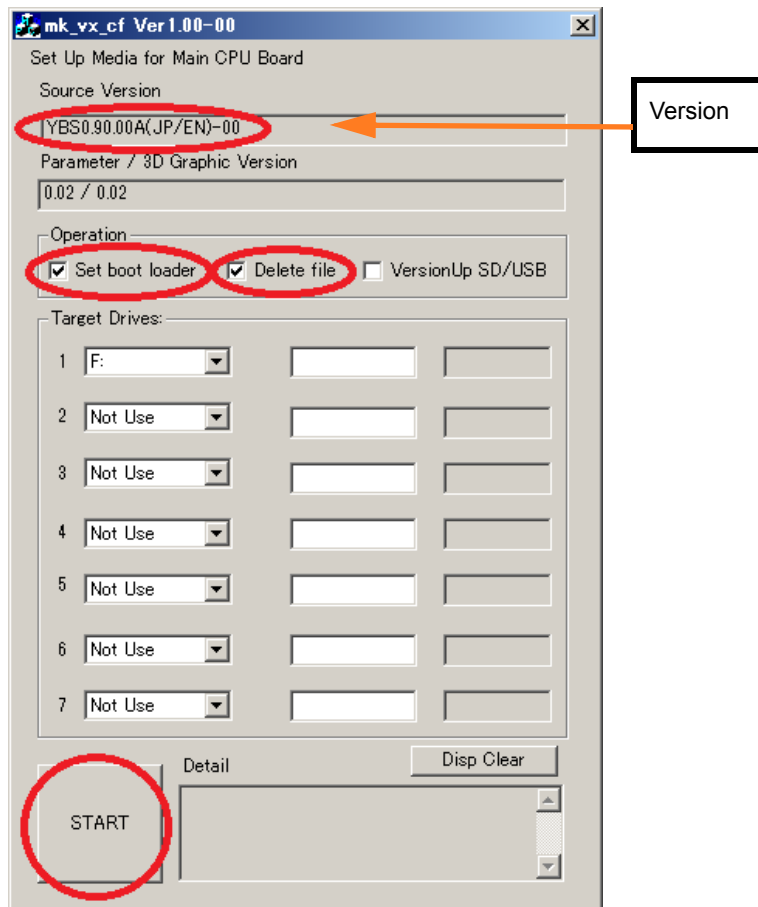 mk_vx_cf Ver1.00-00
Set Up Media for Main CPU Board
Source Version
YBS0.90.00A(JP/EN)-00
Version
Parameter / 3D Graphic Version
0.02 / 0.02
Operation
Set boot loader Delete file VersionUp SD/USB
Target Drives:
1 F:
2 Not Use
3 Not Use
4 Not Use
5 Not Use
6 Not Use
7 Not Use
Detail Disp Clear
START